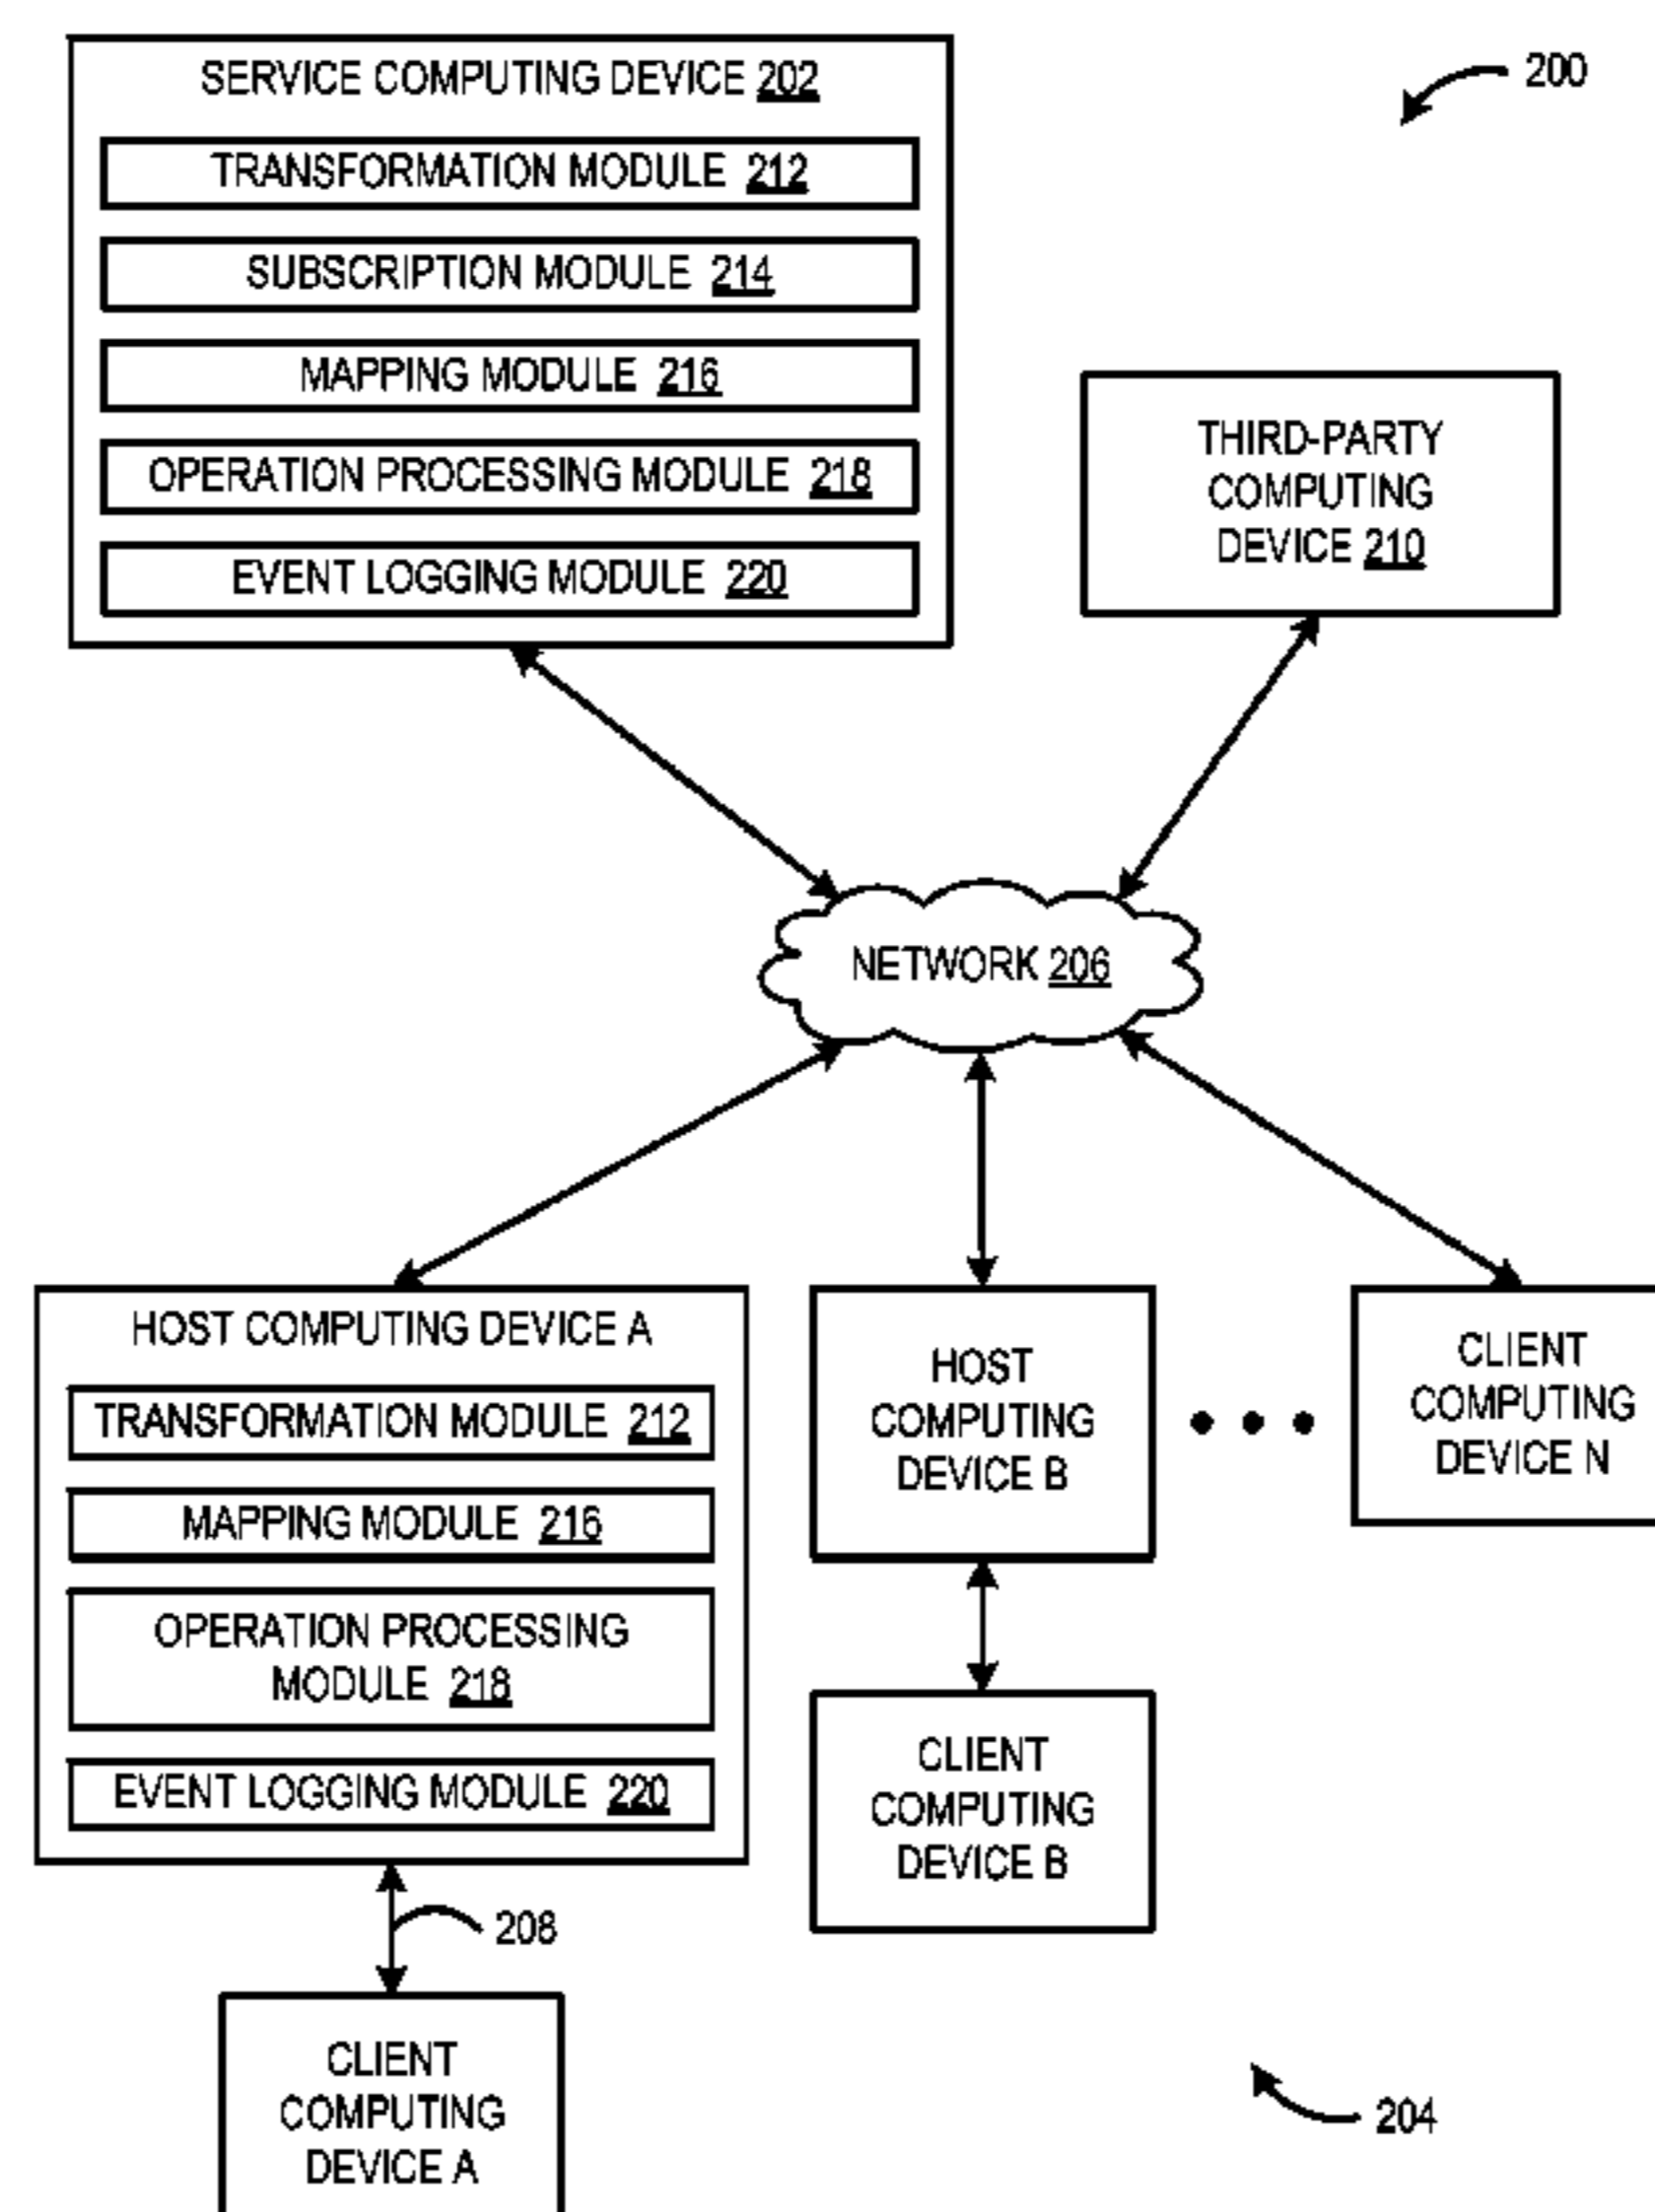 SERVICE COMPUTING DEVICE 202
200
TRANSFORMATION MODULE 212
SUBSCRIPTION MODULE 214
MAPPING MODULE 216
OPERATION PROCESSING MODULE 218
EVENT LOGGING MODULE 220
THIRD-PARTY
COMPUTING
DEVICE 210
NETWORK 206
HOST COMPUTING DEVICE A
TRANSFORMATION MODULE 212
MAPPING MODULE 216
OPERATION PROCESSING
MODULE 218
EVENT LOGGING MODULE 220
HOST
COMPUTING
DEVICE B
CLIENT
COMPUTING
DEVICE N
CLIENT
COMPUTING
DEVICE B
208
CLIENT
COMPUTING
DEVICE A
204